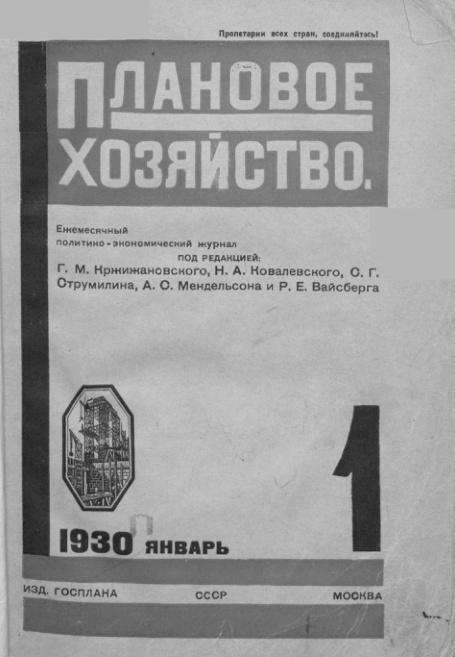 Пролетарии всех стран, соединяйтесь!
ПЛАНОВОЕ
ХОЗЯЙСТВО.
Ежемесячный
политико-экономический журнал
ПОД РЕДАКЦИЕЙ:
Г. М. Кржижановского, Н. А. Ковалевского, С. Г.
Струмилина, А. С. Мендельсона и Р. Е. Вайсберга
1
1930 ЯНВАРЬ
ИЗД. ГОСПЛАНА СССР МОСКВА